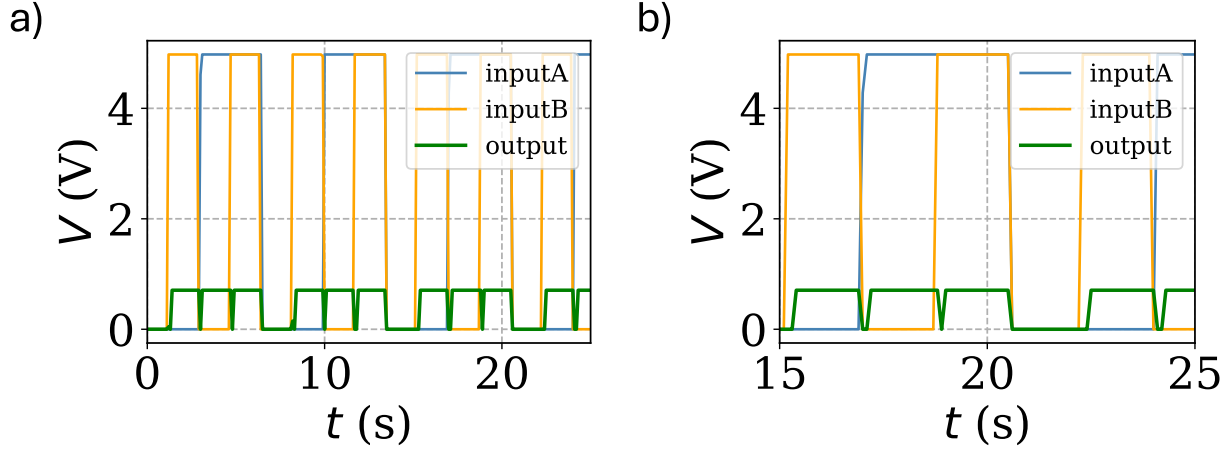 a)
V (V)
4
2
0
0
10
20
t (s)
inputA
inputB
output
b)
V (V)
4
2
0
15
20
25
t (s)
inputA
inputB
output